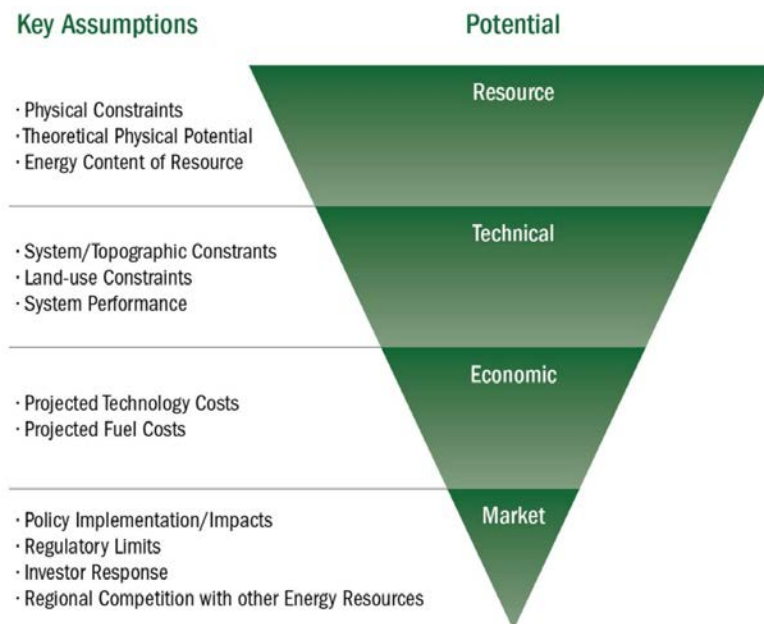 Key Assumptions
Potential
Resource
· Physical Constraints
· Theoretical Physical Potential
· Energy Content of Resource
Technical
· System/Topographic Constrants
· Land-use Constraints
· System Performance
Economic
· Projected Technology Costs
· Projected Fuel Costs
Market
· Policy Implementation/Impacts
· Regulatory Limits
· Investor Response
· Regional Competition with other Energy Resources